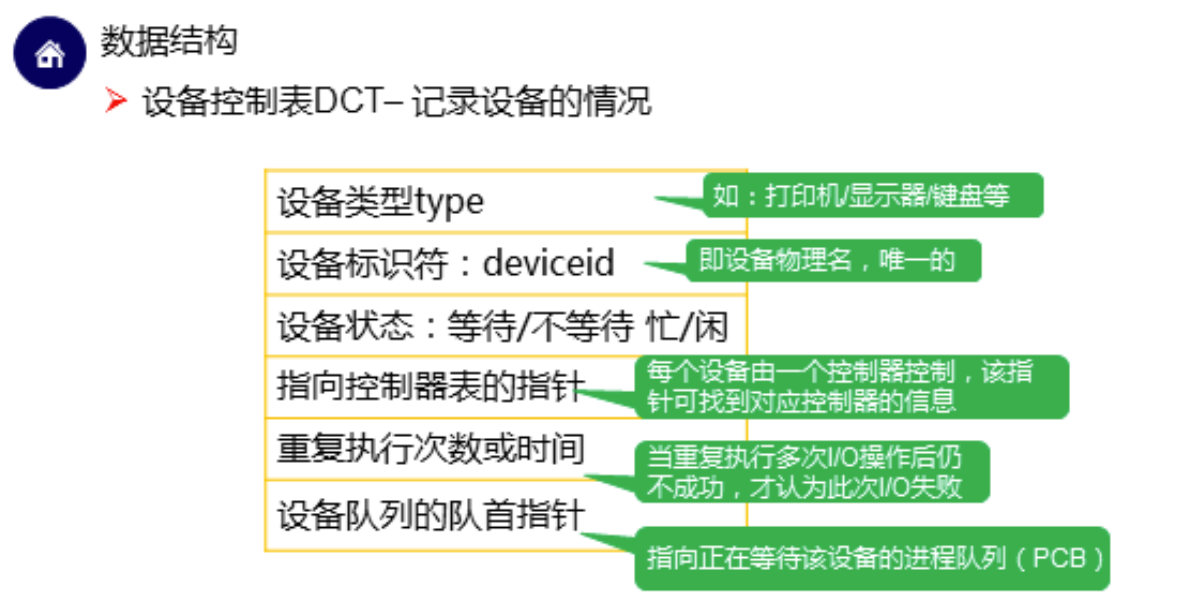 数据结构
设备控制表DCT– 记录设备的情况
设备类型type
如：打印机/显示器/键盘等
设备标识符：deviceid
即设备物理名，唯一的
设备状态：等待/不等待 忙/闲
指向控制器表的指针
每个设备由一个控制器控制，该指
针可找到对应控制器的信息
重复执行次数或时间
当重复执行多次I/O操作后仍
不成功，才认为此次I/O失败
设备队列的队首指针
指向正在等待该设备的进程队列（PCB）